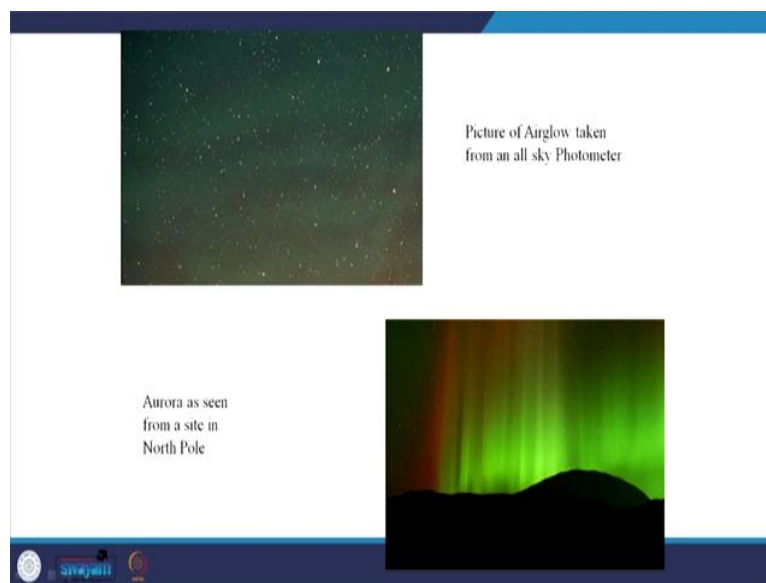 Picture of Airglow taken
from an all sky Photometer
Aurora as seen
from a site in
North Pole
swayam